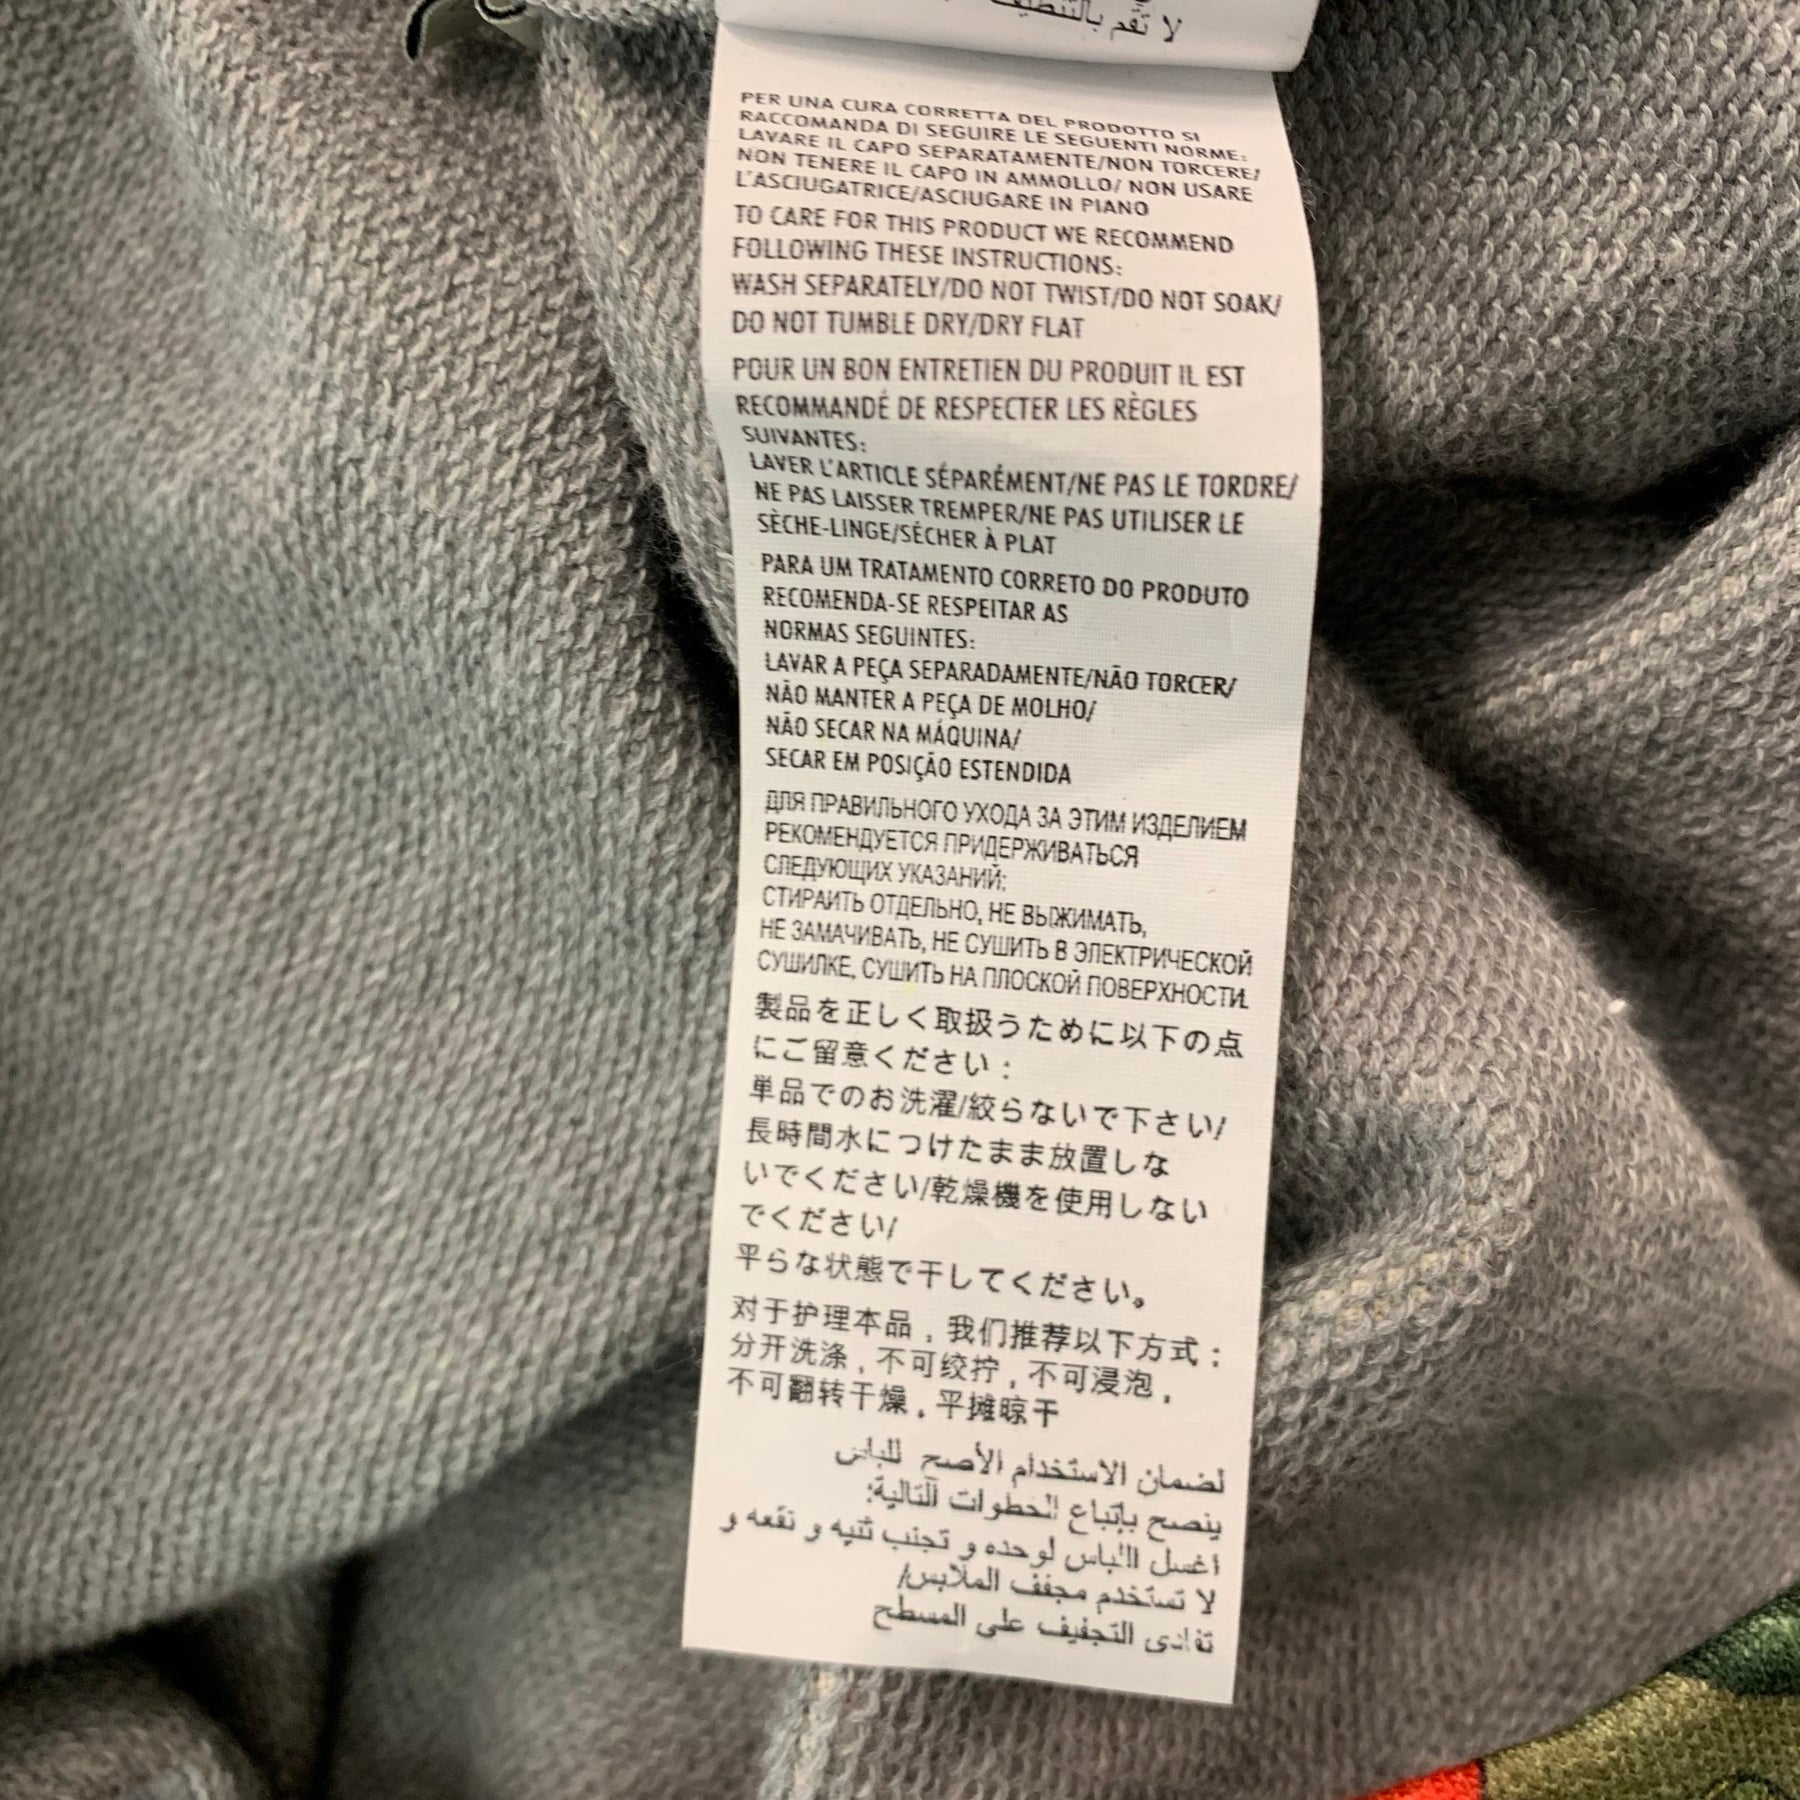 لا تقم بالتنظيف
PER UNA CURA CORRETTA DEL PRODOTTO SI
RACCOMANDA DI SEGUIRE LE SEGUENTI NORME:
LAVARE IL CAPO SEPARATAMENTE/NON TORCERE/
NON TENERE IL CAPO IN AMMOLLO/ NON USARE
L'ASCIUGATRICE/ASCIUGARE IN PIANO
TO CARE FOR THIS PRODUCT WE RECOMMEND
FOLLOWING THESE INSTRUCTIONS:
WASH SEPARATELY/DO NOT TWIST/DO NOT SOAK/
DO NOT TUMBLE DRY/DRY FLAT
POUR UN BON ENTRETIEN DU PRODUIT IL EST
RECOMMANDÉ DE RESPECTER LES RÈGLES
SUIVANTES:
LAVER L'ARTICLE SÉPARÉMENT/NE PAS LE TORDRE/
NE PAS LAISSER TREMPER/NE PAS UTILISER LE
SÈCHE-LINGE/SÉCHER À PLAT
PARA UM TRATAMENTO CORRETO DO PRODUTO
RECOMENDA-SE RESPEITAR AS
NORMAS SEGUINTES:
LAVAR A PEÇA SEPARADAMENTE/NÃO TORCER/
NÃO MANTER A PEÇA DE MOLHO/
NÃO SECAR NA MÁQUINA/
SECAR EM POSIÇÃO ESTENDIDA
ДЛЯ ПРАВИЛЬНОГО УХОДА ЗА ЭТИМ ИЗДЕЛИЕМ
РЕКОМЕНДУЕТСЯ ПРИДЕРЖИВАТЬСЯ
СЛЕДУЮЩИХ УКАЗАНИЙ:
СТИРАИТЬ ОТДЕЛЬНО, НЕ ВЫЖИМАТЬ,
НЕ ЗАМАЧИВАТЬ, НЕ СУШИТЬ В ЭЛЕКТРИЧЕСКОЙ
СУШИЛКЕ, СУШИТЬ НА ПЛОСКОЙ ПОВЕРХНОСТИ.
製品を正しく取扱うために以下の点
にご留意ください：
単品でのお洗濯/絞らないで下さい/
長時間水につけたまま放置しな
いでください/乾燥機を使用しない
でください/
平らな状態で干してください。
对于护理本品，我们推荐以下方式：
分开洗涤，不可绞拧，不可浸泡，
不可翻转干燥，平摊晾干
لضمان الاستخدام الأصح للباس
ينصح بإتباع الخطوات التالية:
اغسل اللباس لوحده و تجنب ثنيه و نقعه و
لا تستخدم مجفف الملابس/
تفادى التجفيف على المسطح